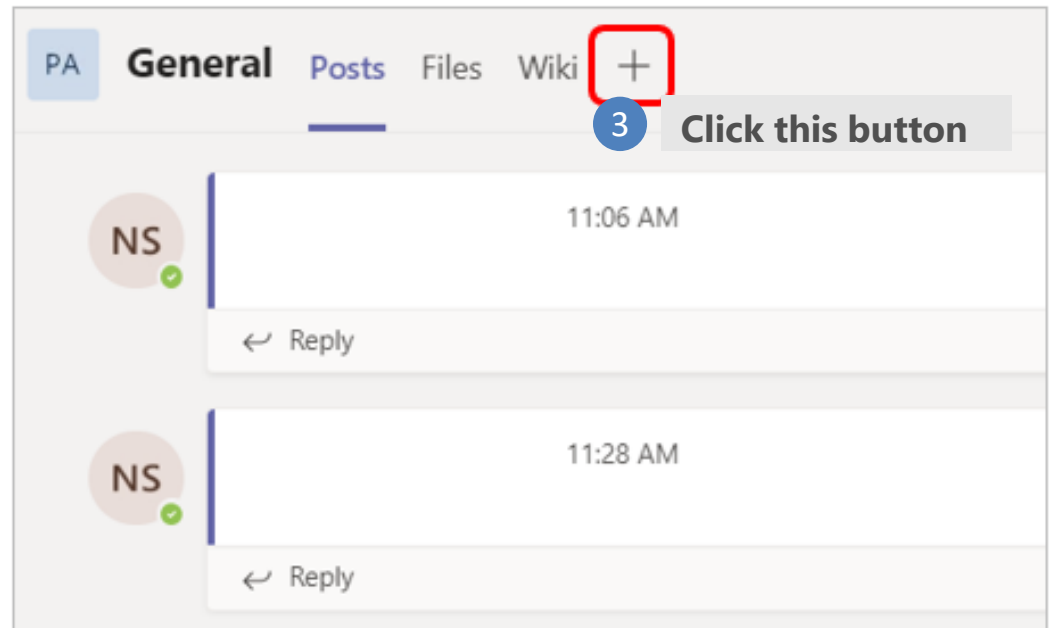 PA General Posts Files Wiki +
3 Click this button
NS 11:06 AM
Reply
NS 11:28 AM
Reply